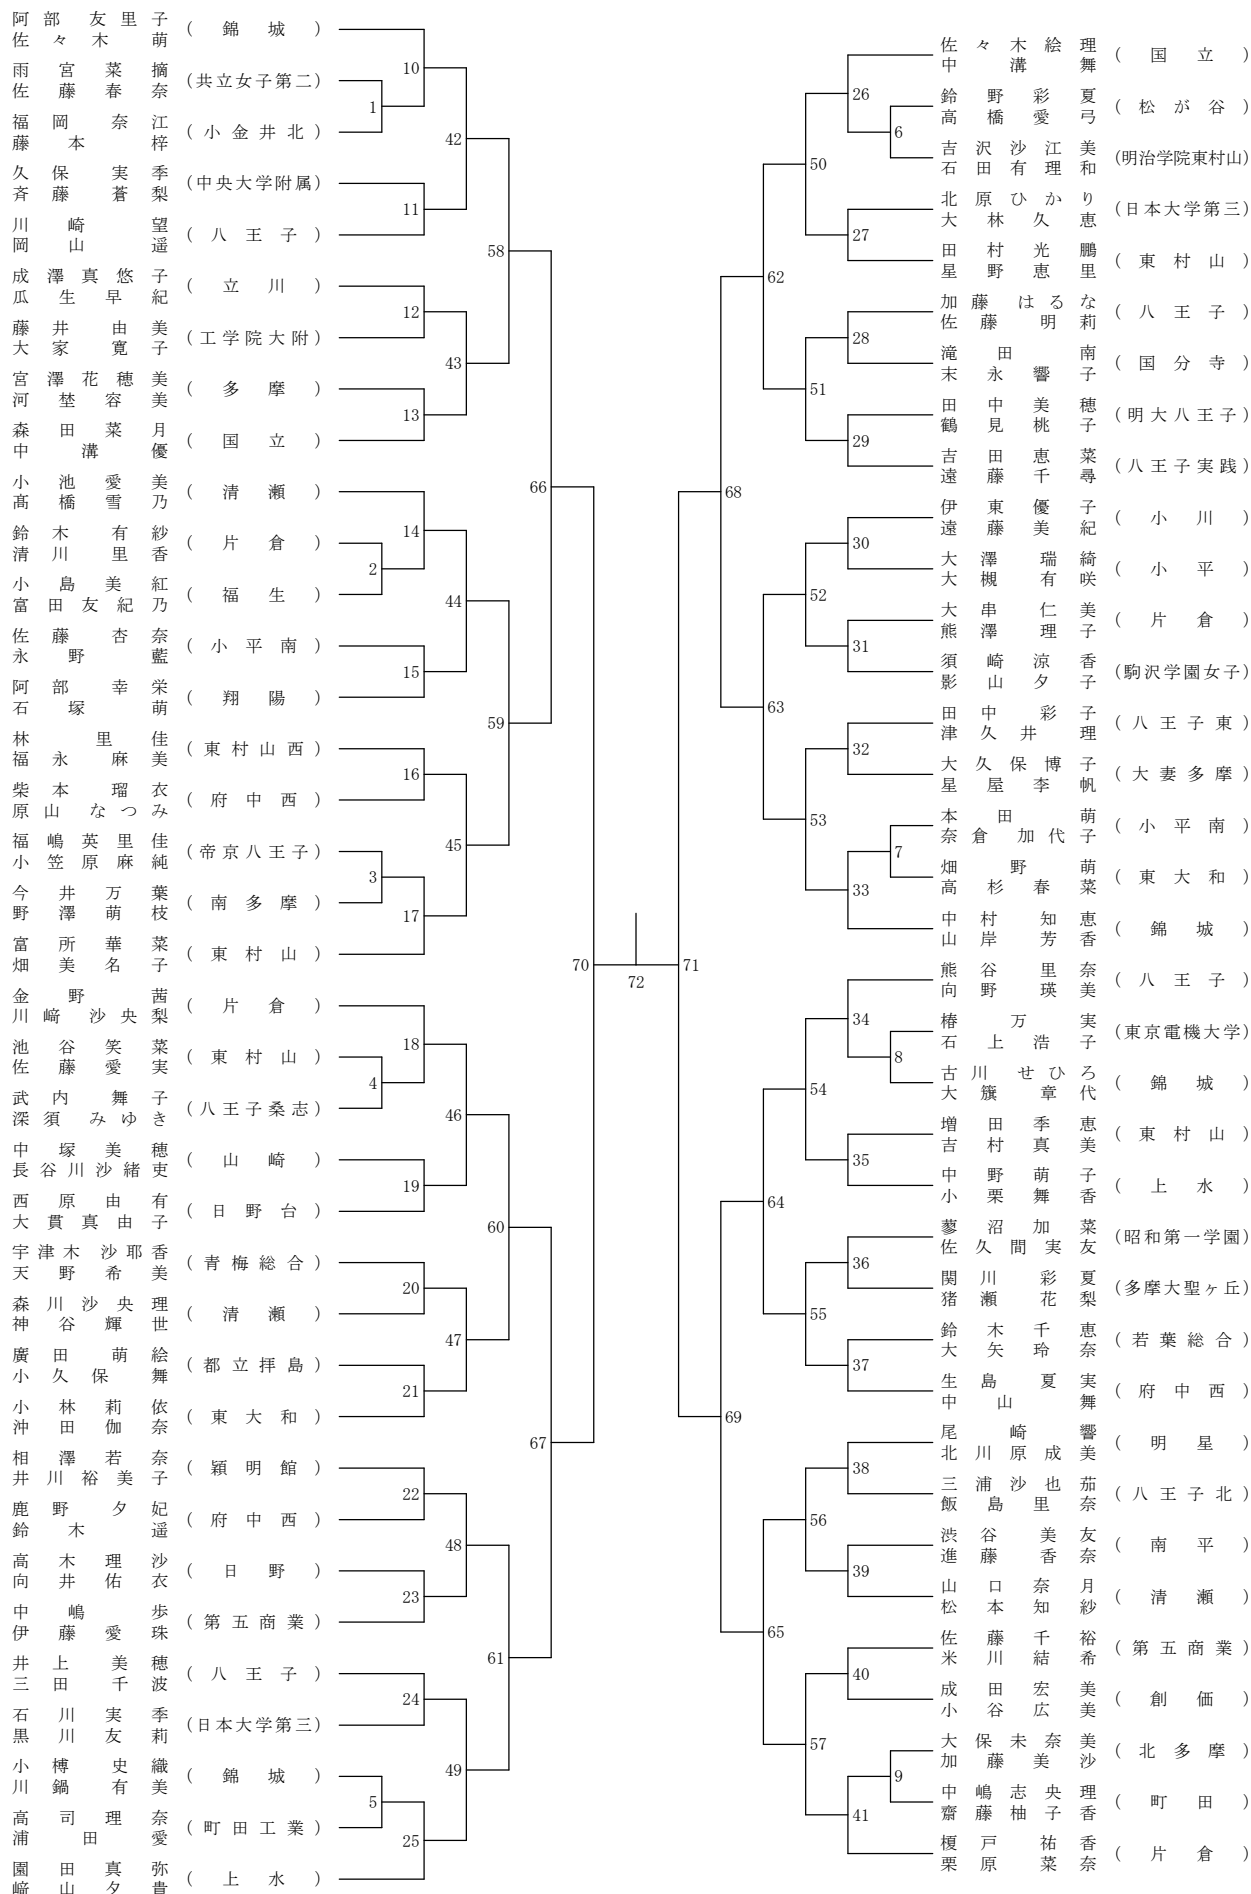 阿部 友里子
佐々木 萌
(錦城)
雨宮菜摘
佐藤春奈
(共立女子第二)
福岡 奈江
藤本 梓
(小金井北)
久保 実季
斉藤 蒼梨
(中央大学附属)
川崎 望
岡山 遥
(八王子)
成澤真悠子
瓜生早紀
(立川)
藤井 由美
大家 寛子
(工学院大附)
宮澤花穂美
河埜容美
(多摩)
森田菜月
中溝 優
(国立)
小池愛美
髙橋雪乃
(清瀬)
鈴木 有紗
清川 里香
(片倉)
小島美紅
富田友紀乃
(福生)
佐藤 杏奈
永野 藍
(小平南)
阿部 幸栄
石塚 萌
(翔陽)
林 里佳
福永 麻美
(東村山西)
柴本 瑠衣
原山 なつみ
(府中西)
福嶋英里佳
小笠原麻純
(帝京八王子)
今井万葉
野澤萌枝
(南多摩)
富所華菜
畑美名子
(東村山)
金野 茜
川﨑 沙央梨
(片倉)
池谷笑菜
佐藤愛実
(東村山)
武内 舞子
深須 みゆき
(八王子桑志)
中塚美穂
長谷川沙緒吏
(山崎)
西原由有
大貫真由子
(日野台)
宇津木 沙耶香
天野希美
(青梅総合)
森川沙央理
神谷輝世
(清瀬)
廣田 萌絵
小久保 舞
(都立拝島)
小林莉依
沖田伽奈
(東大和)
相澤若奈
井川裕美子
(穎明館)
鹿野 夕妃
鈴木 遥
(府中西)
高木理沙
向井佑衣
(日野)
中嶋 歩
伊藤愛珠
(第五商業)
井上 美穂
三田 千波
(八王子)
石川実季
黒川友莉
(日本大学第三)
小榑 史織
川鍋 有美
(錦城)
高司理奈
浦田 愛
(町田工業)
園田真弥
﨑山夕貴
(上水)
1
2
3
4
5
10
11
12
13
14
15
16
17
18
19
20
21
22
23
24
25
42
43
44
45
46
47
48
49
58
59
60
61
66
67
70
72
71
68
69
62
63
64
65
50
51
52
53
54
55
56
57
26
27
28
29
30
31
32
33
34
35
36
37
38
39
40
41
6
7
8
9
佐々木絵理
中溝 舞
(国立)
鈴野彩夏
高橋愛弓
(松が谷)
吉沢沙江美
石田有理和
(明治学院東村山)
北原ひかり
大林久恵
(日本大学第三)
田村光鵬
星野恵里
(東村山)
加藤 はるな
佐藤 明莉
(八王子)
滝田 南
末永響子
(国分寺)
田中美穂
鶴見桃子
(明大八王子)
吉田恵菜
遠藤千尋
(八王子実践)
伊東優子
遠藤美紀
(小川)
大澤 瑞綺
大槻 有咲
(小平)
大串 仁美
熊澤 理子
(片倉)
須崎涼香
影山夕子
(駒沢学園女子)
田中 彩子
津久井 理
(八王子東)
大久保博子
星屋李帆
(大妻多摩)
本田 萌
奈倉 加代子
(小平南)
畑野 萌
高杉春菜
(東大和)
中村 知恵
山岸 芳香
(錦城)
熊谷 里奈
向野 瑛美
(八王子)
椿 万実
石上浩子
(東京電機大学)
古川 せひろ
大籏 章代
(錦城)
増田季恵
吉村真美
(東村山)
中野萌子
小栗舞香
(上水)
蓼沼加菜
佐久間実友
(昭和第一学園)
関川 彩夏
猪瀬 花梨
(多摩大聖ヶ丘)
鈴木千恵
大矢玲奈
(若葉総合)
生島 夏実
中山 舞
(府中西)
尾崎 響
北川原成美
(明星)
三浦沙也茄
飯島里奈
(八王子北)
渋谷 美友
進藤 香奈
(南平)
山口奈月
松本知紗
(清瀬)
佐藤千裕
米川結希
(第五商業)
成田宏美
小谷広美
(創価)
大保未奈美
加藤美沙
(北多摩)
中嶋志央理
齋藤柚子香
(町田)
榎戸 祐香
栗原 菜奈
(片倉)